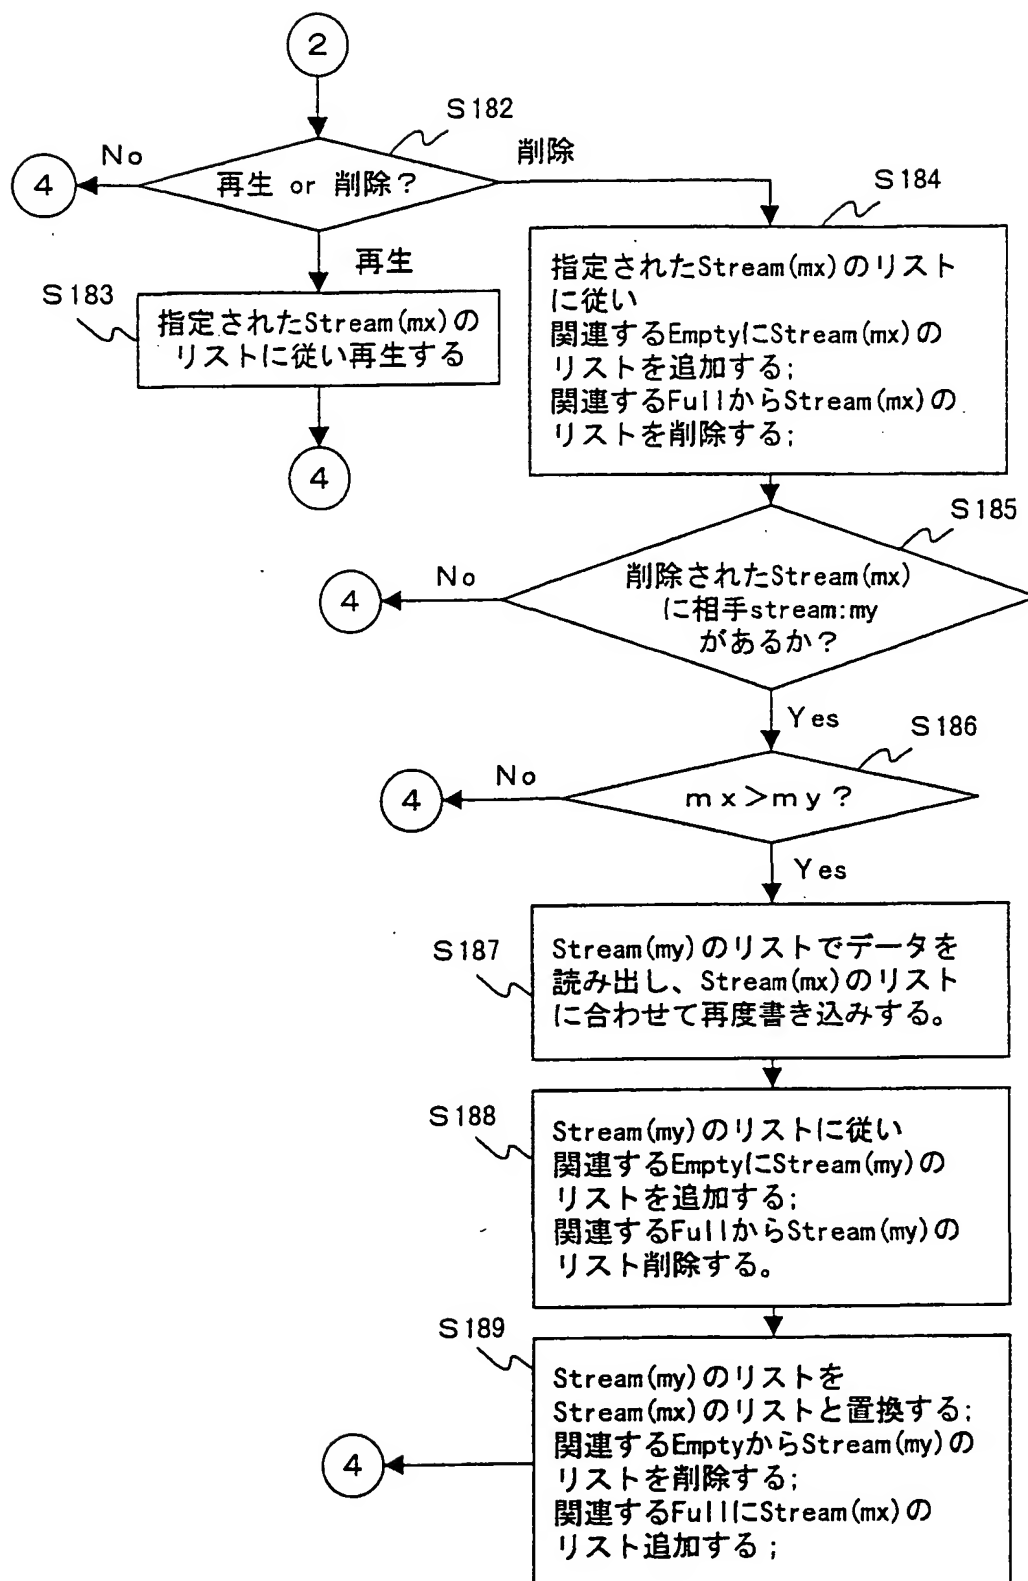 2
S182
No
削除
4
再生 or 削除?
S184
再生
S183
指定されたStream(mx)の
リストに従い再生する
4
指定されたStream(mx)のリスト
に従い
関連するEmptyにStream(mx)の
リストを追加する;
関連するFullからStream(mx)の
リストを削除する;
S185
No
4
削除されたStream(mx)
に相手stream:my
があるか?
Yes
S186
No
4
mx>my?
Yes
S187
Stream(my)のリストでデータを
読み出し、Stream(mx)のリスト
に合わせて再度書き込みする。
S188
Stream(my)のリストに従い
関連するEmptyにStream(my)の
リストを追加する;
関連するFullからStream(my)の
リスト削除する。
S189
Stream(my)のリストを
Stream(mx)のリストと置換する;
関連するEmptyからStream(my)の
リストを削除する;
関連するFullにStream(mx)の
リスト追加する;
4